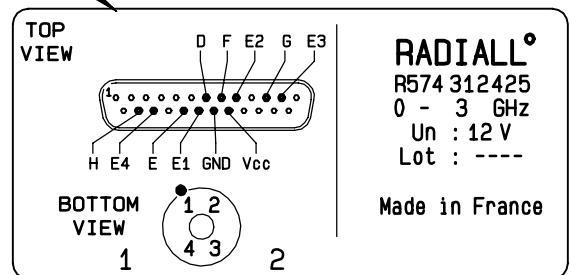 TOP
VIEW
D F E2 G E3
1
H E4 E E1 GND Vcc
BOTTOM
VIEW
1 2
4 3
1 2
RADIALL°
R574 312425
0 - 3 GHz
Un : 12 V
Lot : ----
Made in France